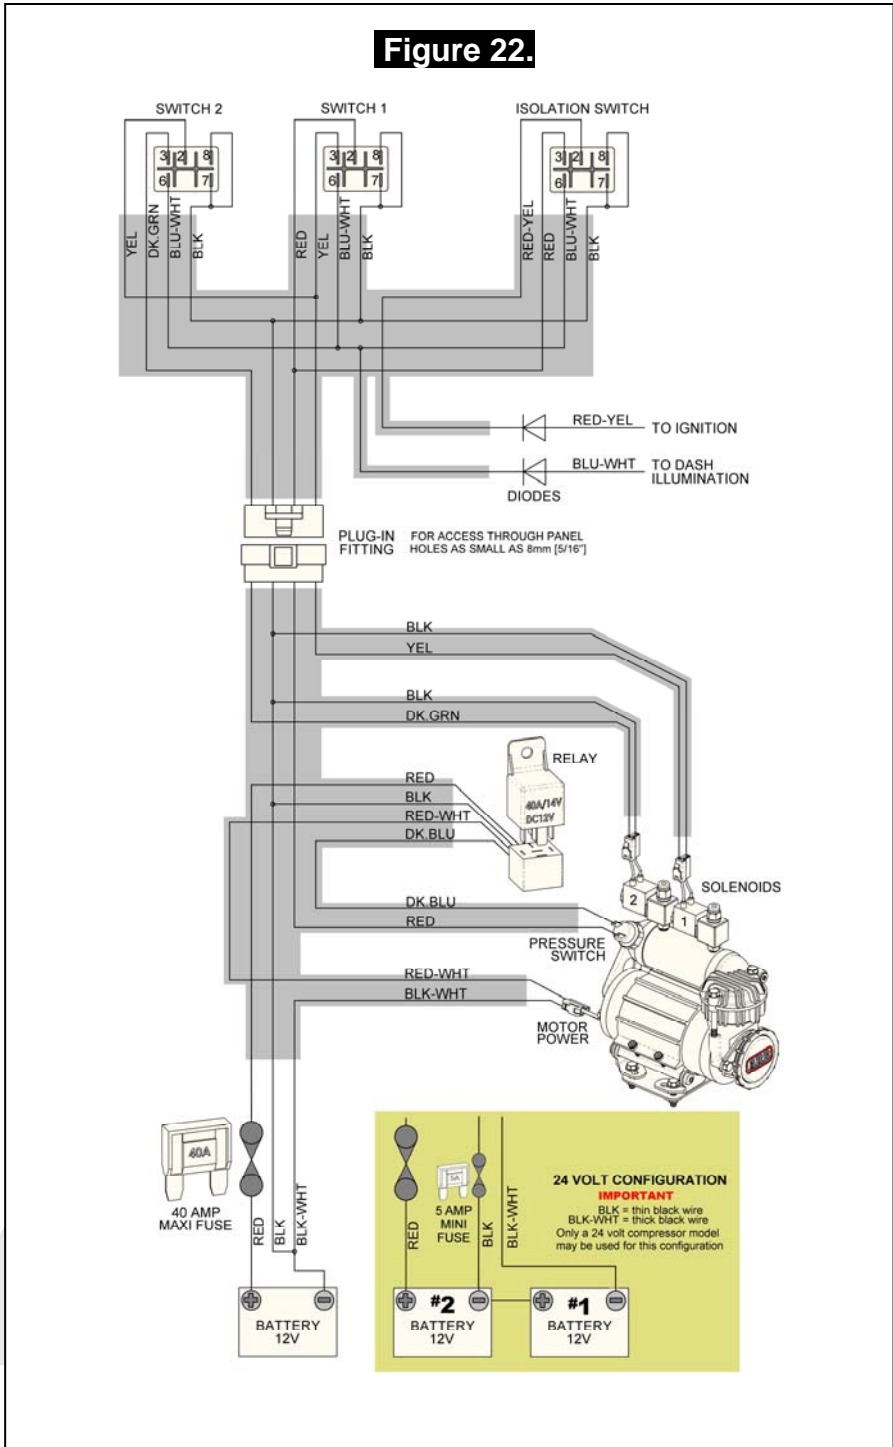 Figure 22.
SWITCH 2
SWITCH 1
ISOLATION SWITCH
3 2 8
6 7
3 2 8
6 7
3 2 8
6 7
YEL
DK.GRN
BLU-WHT
BLK
RED
YEL
BLU-WHT
BLK
RED-YEL
RED
BLU-WHT
BLK
RED-YEL
TO IGNITION
BLU-WHT
TO DASH
ILLUMINATION
DIODES
PLUG-IN
FITTING
FOR ACCESS THROUGH PANEL
HOLES AS SMALL AS 8mm [5/16"]
BLK
YEL
BLK
DK.GRN
RELAY
RED
BLK
RED-WHT
DK.BLU
40A/14V
DC12V
SOLENOIDS
2
1
DK.BLU
RED
PRESSURE
SWITCH
RED-WHT
BLK-WHT
MOTOR
POWER
40A
40 AMP
MAXI FUSE
RED
BLK
BLK-WHT
BATTERY
12V
5A
5 AMP
MINI
FUSE
RED
BLK
BLK-WHT
24 VOLT CONFIGURATION
IMPORTANT
BLK = thin black wire
BLK-WHT = thick black wire
Only a 24 volt compressor model
may be used for this configuration
#2
BATTERY
12V
#1
BATTERY
12V